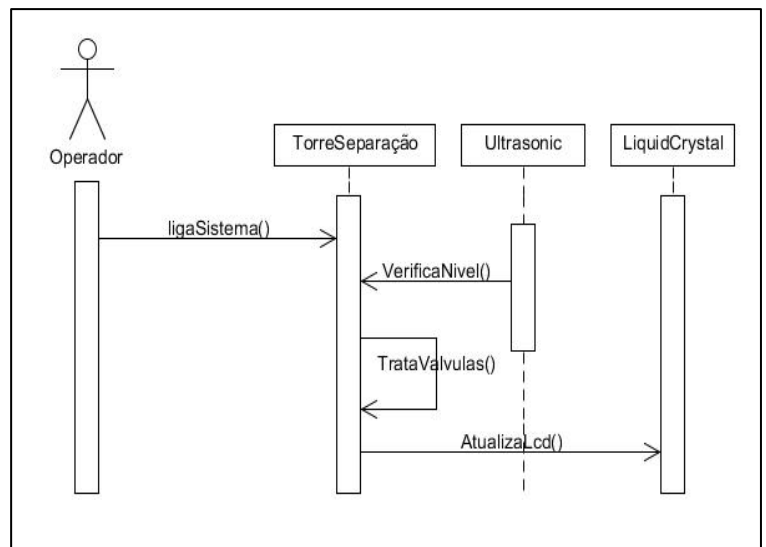 Operador
TorreSeparação
Ultrasonic
LiquidCrystal
ligaSistema()
VerificaNivel()
TrataValvulas()
AtualizaLcd()